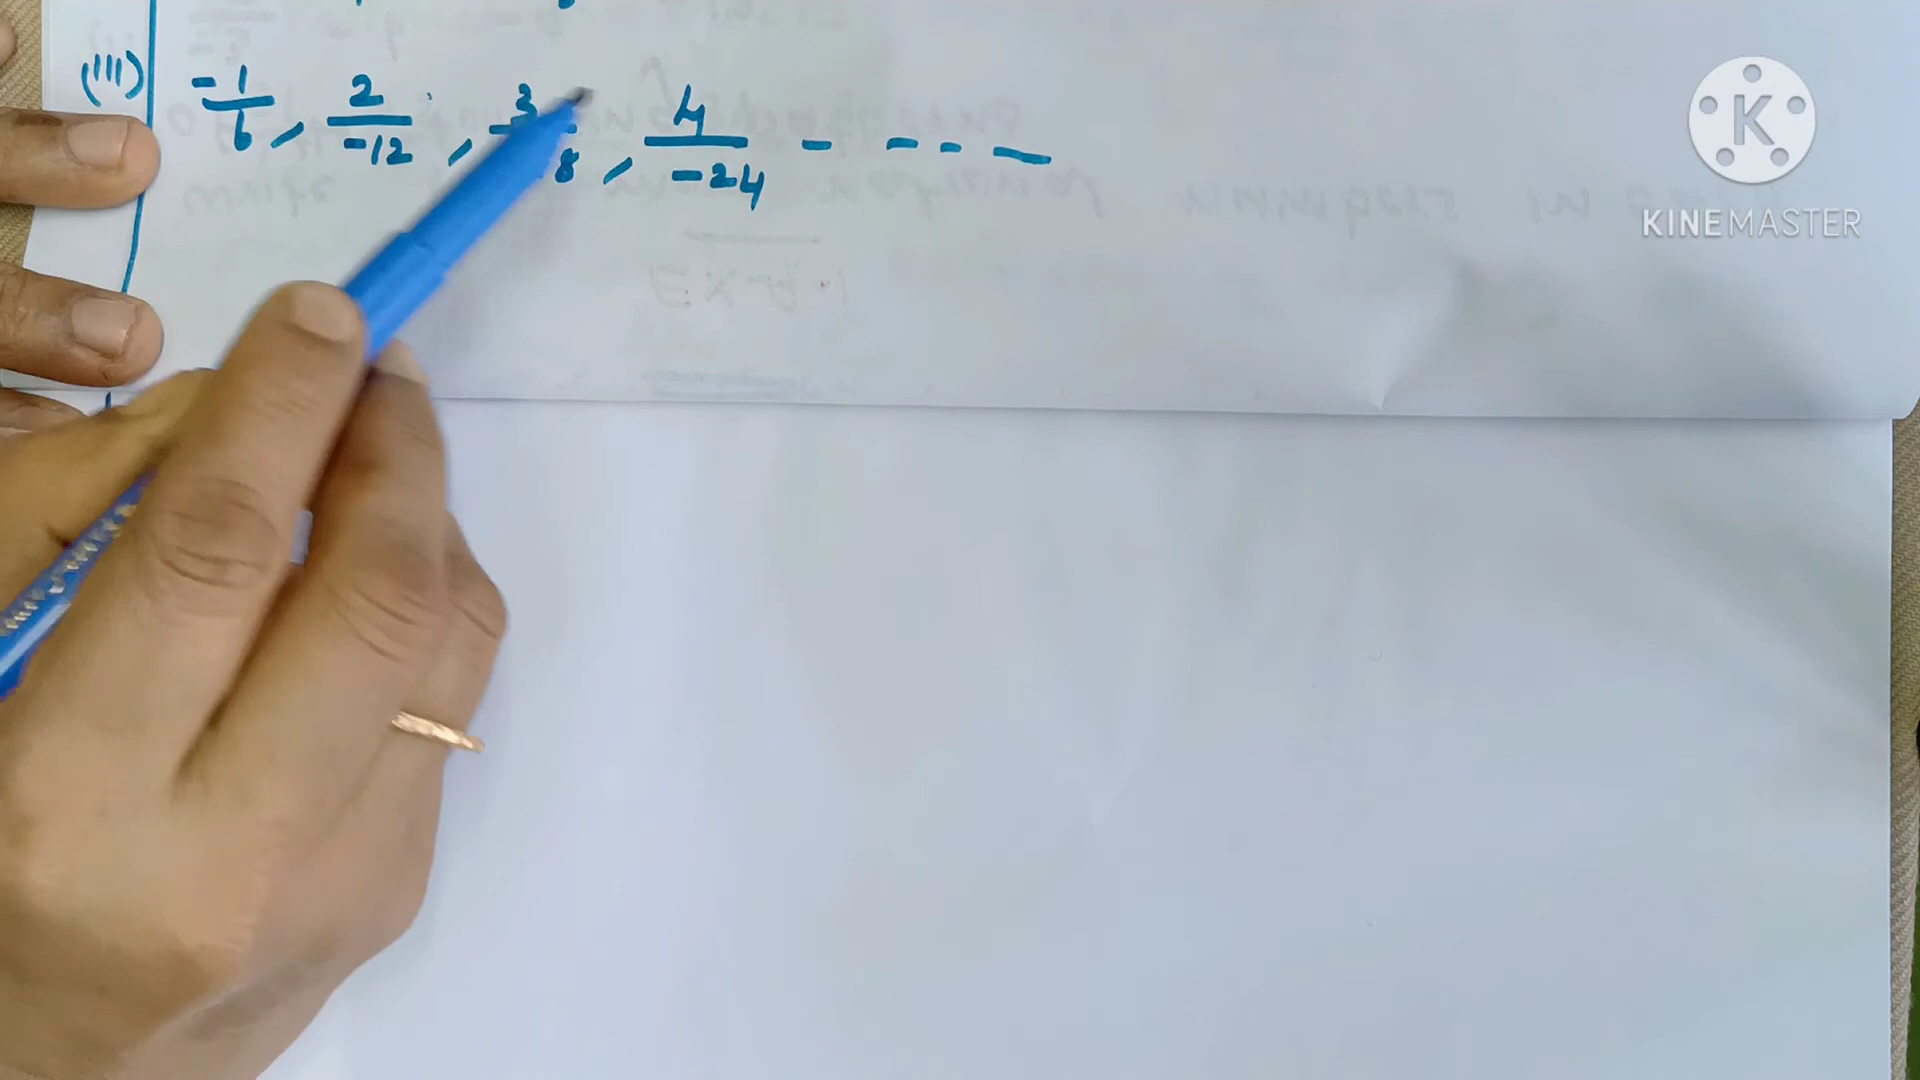 (iii) -1/6, 2/-12, 3/ 8, 4/-24 - - - -
K
KINEMASTER